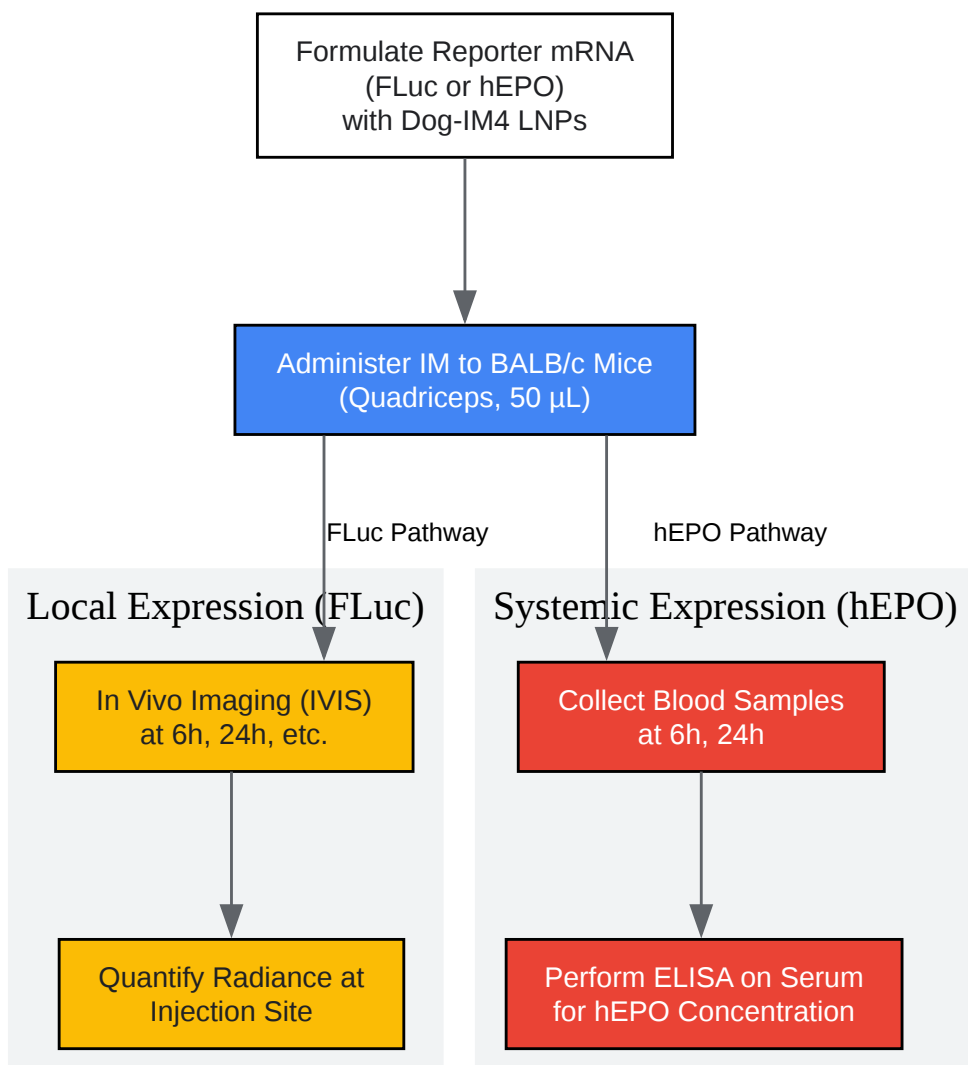 Formulate Reporter mRNA
(FLuc or hEPO)
with Dog-IM4 LNPs
Administer IM to BALB/c Mice
(Quadriceps, 50 µL)
FLuc Pathway
hEPO Pathway
Local Expression (FLuc)
In Vivo Imaging (IVIS)
at 6h, 24h, etc.
Quantify Radiance at
Injection Site
Systemic Expression (hEPO)
Collect Blood Samples
at 6h, 24h
Perform ELISA on Serum
for hEPO Concentration